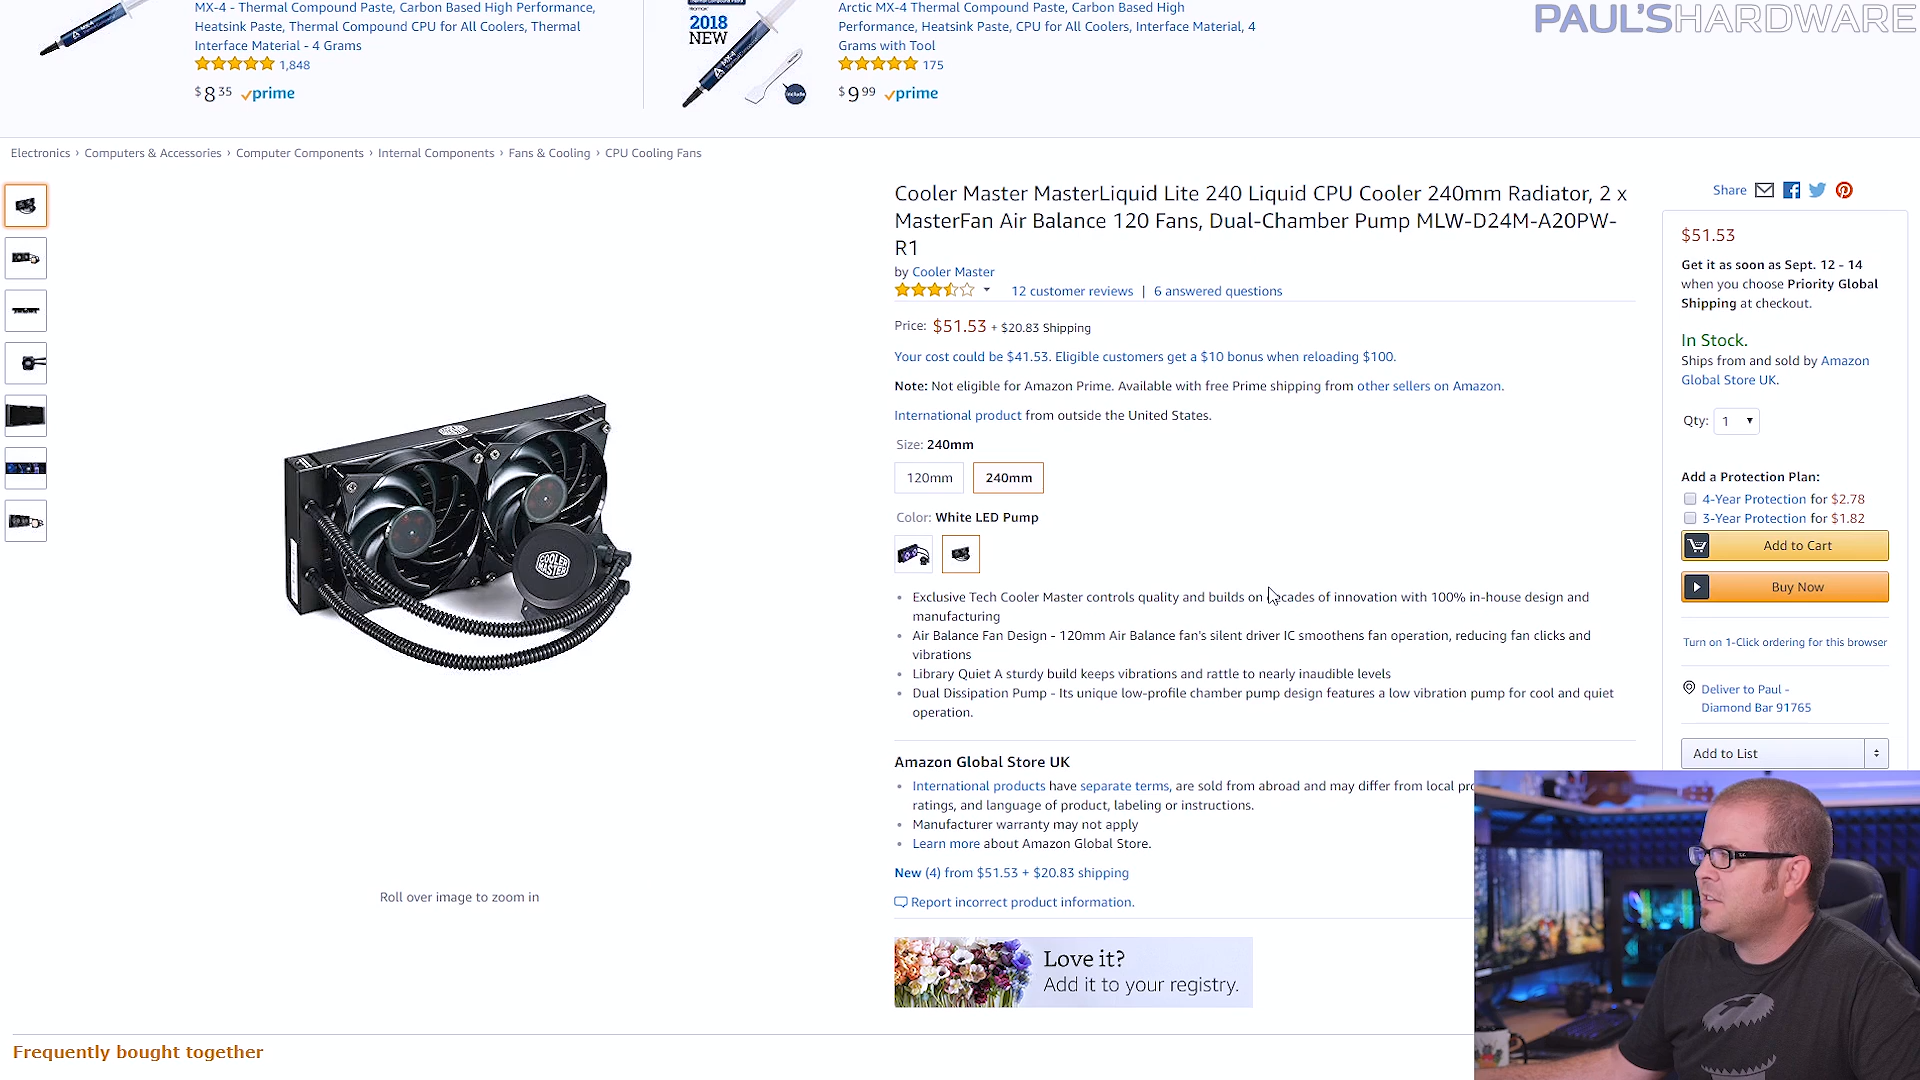 PAUL'SHARDWARE
MX-4 - Thermal Compound Paste, Carbon Based High Performance,
Heatsink Paste, Thermal Compound CPU for All Coolers, Thermal
Interface Material - 4 Grams
1,848
$8 35 prime
2018
NEW
MX-4
include
Arctic MX-4 Thermal Compound Paste, Carbon Based High
Performance, Heatsink Paste, CPU for All Coolers, Interface Material, 4
Grams with Tool
175
$9 99 prime
Electronics › Computers & Accessories › Computer Components › Internal Components › Fans & Cooling › CPU Cooling Fans
COOLER
MASTER
Roll over image to zoom in
Cooler Master MasterLiquid Lite 240 Liquid CPU Cooler 240mm Radiator, 2 x
MasterFan Air Balance 120 Fans, Dual-Chamber Pump MLW-D24M-A20PW-
R1
by Cooler Master
12 customer reviews | 6 answered questions
Price: $51.53 + $20.83 Shipping
Your cost could be $41.53. Eligible customers get a $10 bonus when reloading $100.
Note: Not eligible for Amazon Prime. Available with free Prime shipping from other sellers on Amazon.
International product from outside the United States.
Size: 240mm
120mm 240mm
Color: White LED Pump
Exclusive Tech Cooler Master controls quality and builds on decades of innovation with 100% in-house design and
manufacturing
Air Balance Fan Design - 120mm Air Balance fan's silent driver IC smoothens fan operation, reducing fan clicks and
vibrations
Library Quiet A sturdy build keeps vibrations and rattle to nearly inaudible levels
Dual Dissipation Pump - Its unique low-profile chamber pump design features a low vibration pump for cool and quiet
operation.
Amazon Global Store UK
International products have separate terms, are sold from abroad and may differ from local
ratings, and language of product, labeling or instructions.
Manufacturer warranty may not apply
Learn more about Amazon Global Store.
New (4) from $51.53 + $20.83 shipping
Report incorrect product information.
Love it?
Add it to your registry.
Share
$51.53
Get it as soon as Sept. 12 - 14
when you choose Priority Global
Shipping at checkout.
In Stock.
Ships from and sold by Amazon
Global Store UK.
Qty: 1
Add a Protection Plan:
4-Year Protection for $2.78
3-Year Protection for $1.82
Add to Cart
Buy Now
Turn on 1-Click ordering for this browser
Deliver to Paul -
Diamond Bar 91765
Add to List
Frequently bought together